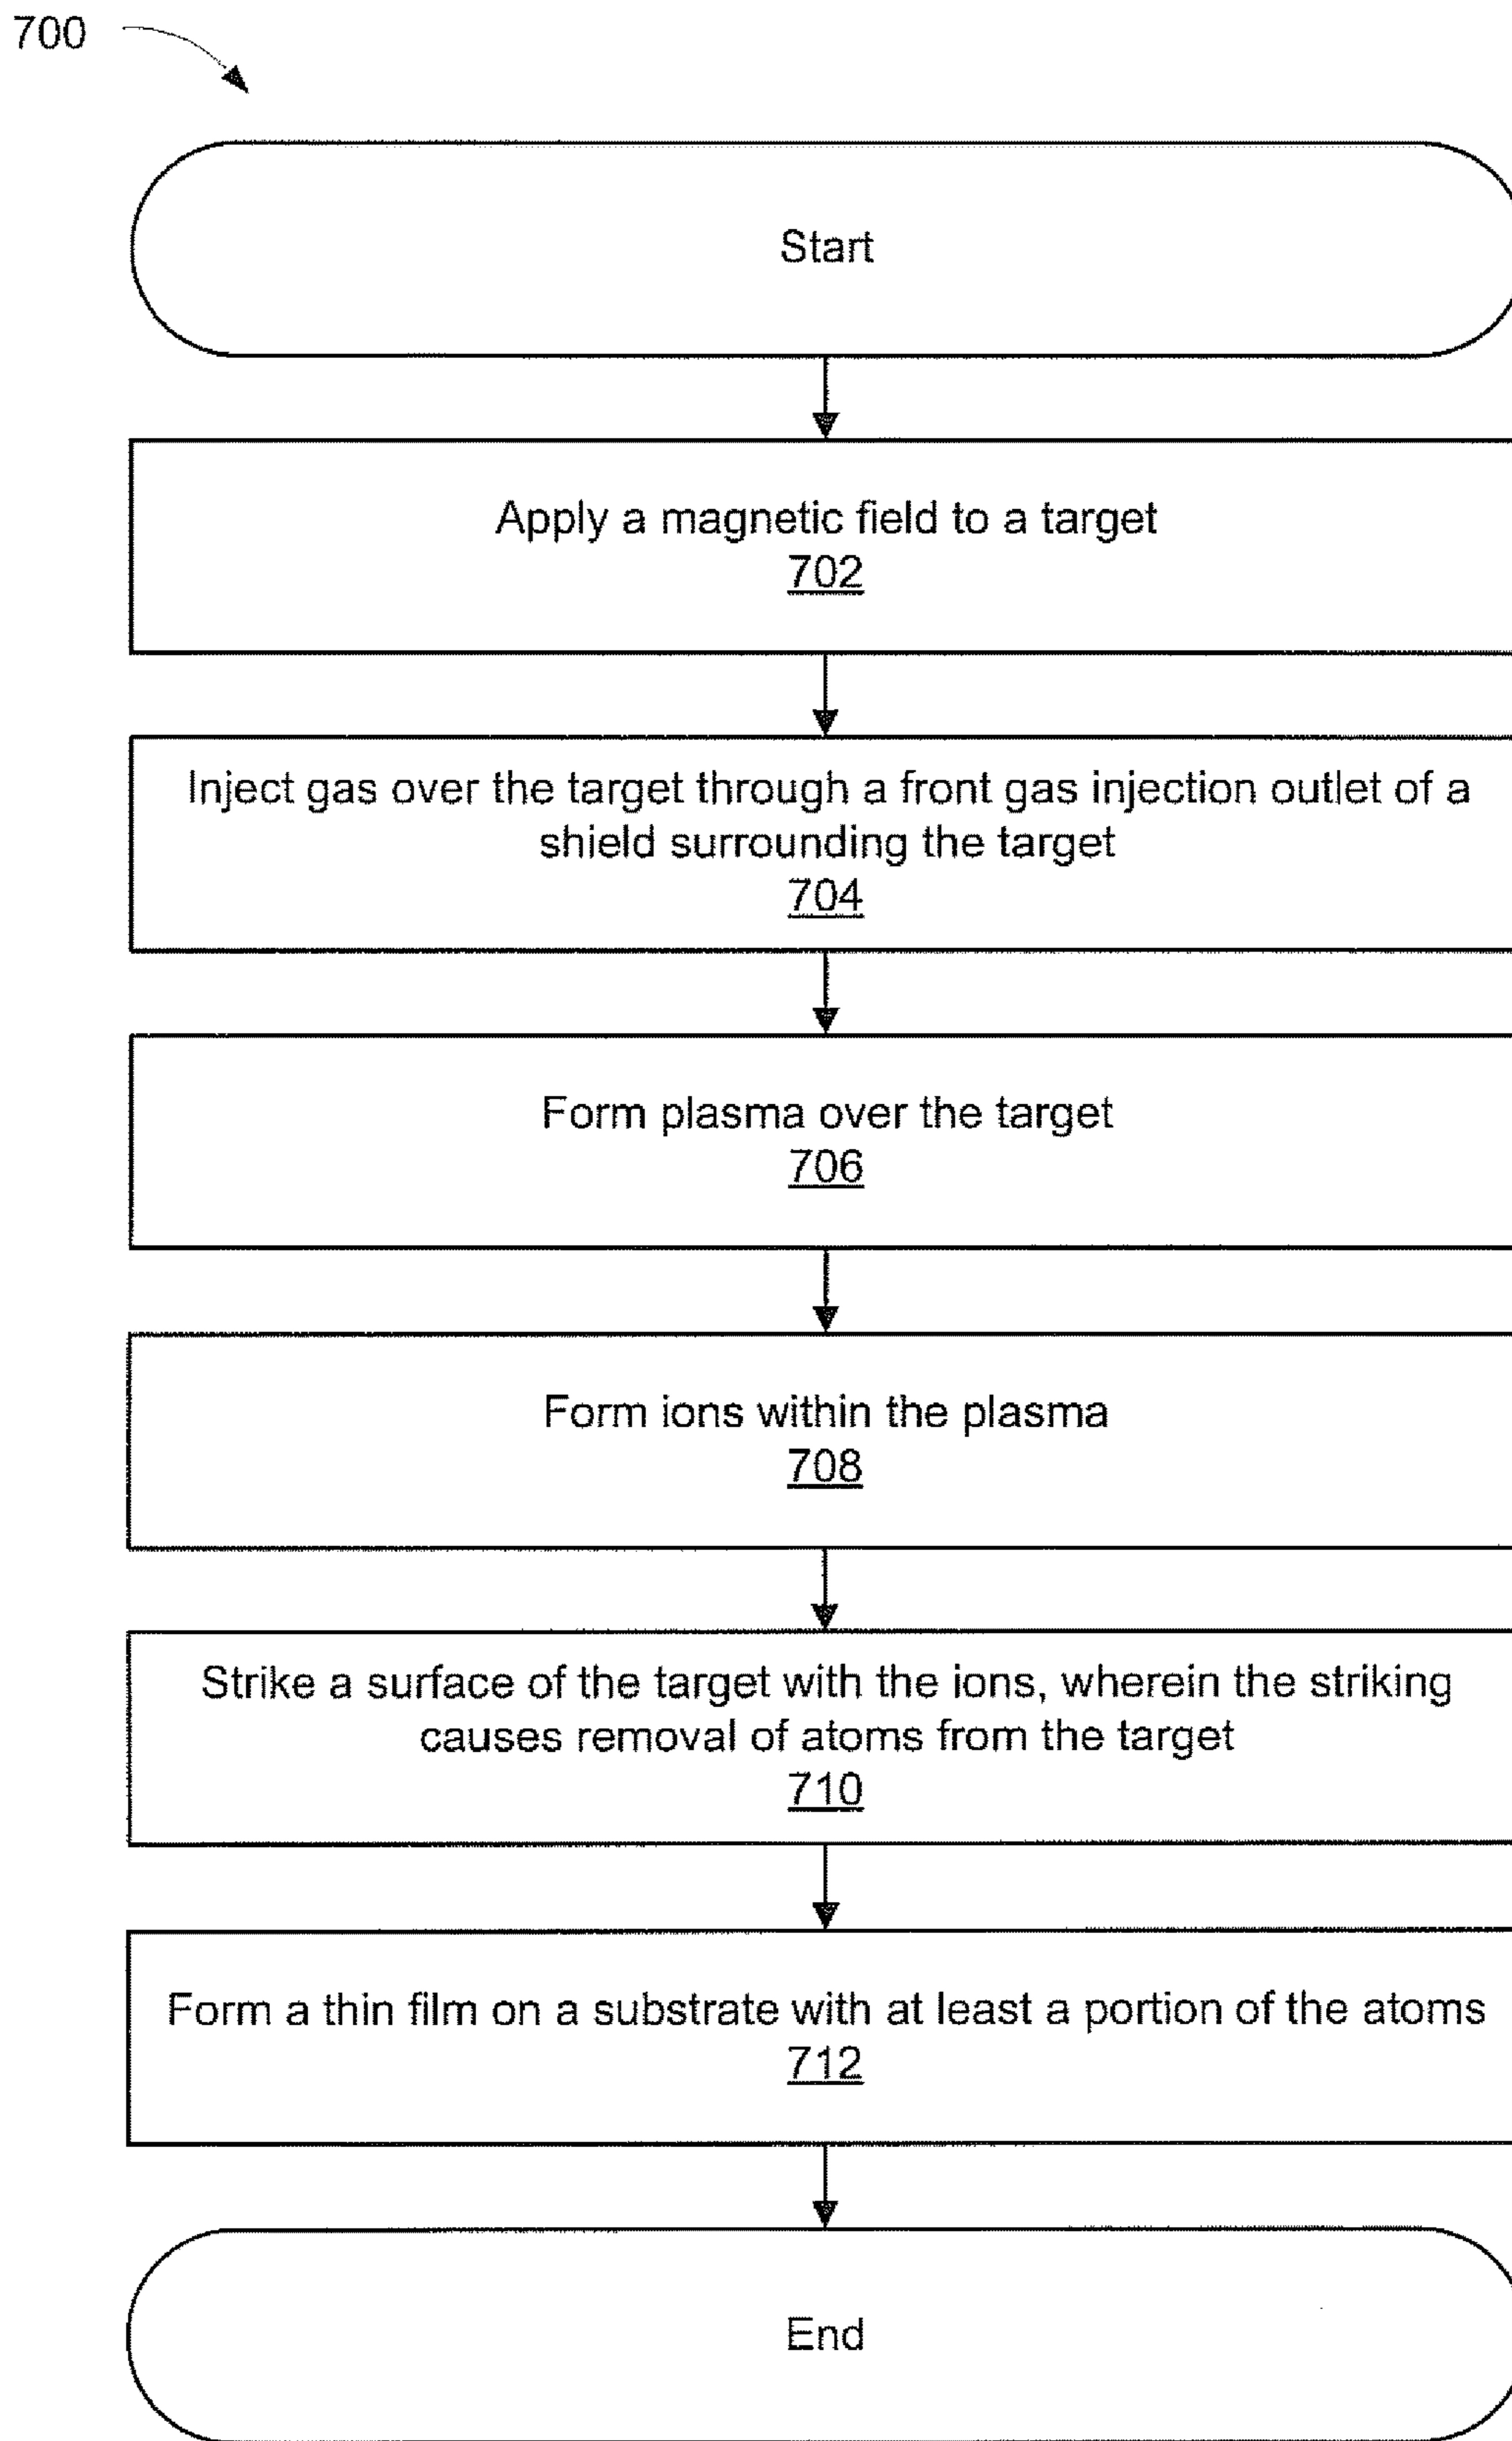 700
Start
Apply a magnetic field to a target
702
Inject gas over the target through a front gas injection outlet of a
shield surrounding the target
704
Form plasma over the target
706
Form ions within the plasma
708
Strike a surface of the target with the ions, wherein the striking
causes removal of atoms from the target
710
Form a thin film on a substrate with at least a portion of the atoms
712
End